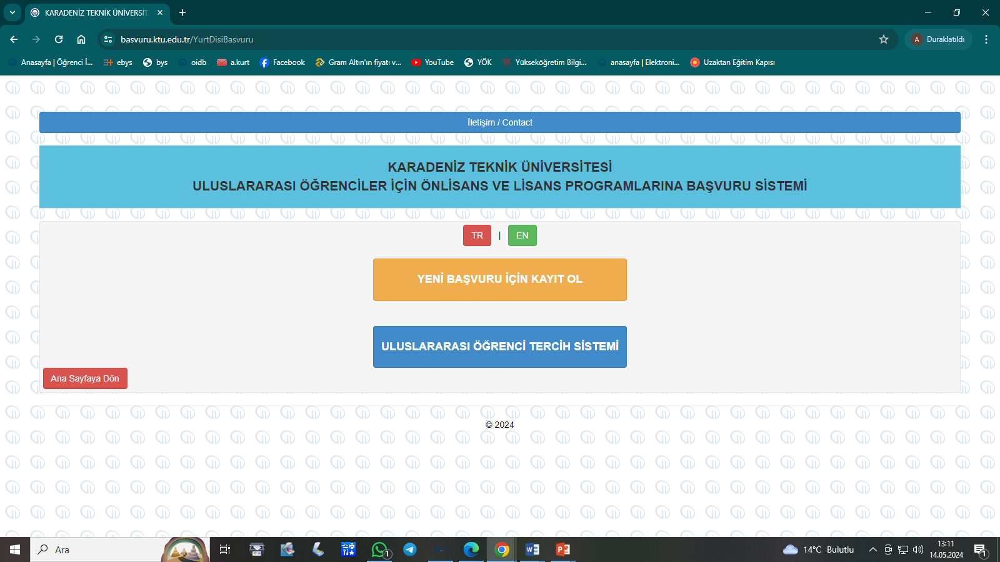 KARADENİZ TEKNİK ÜNİVERSİT
basvuru.ktu.edu.tr/YurtDisiBasvuru
A Duraklatıldı
Anasayfa | Öğrenci İ...
ebys
bys
oidb
a.kurt
Facebook
Gram Altın'ın fiyatı v...
YouTube
YÖK
Yükseköğretim Bilgi...
anasayfa | Elektroni...
Uzaktan Eğitim Kapısı
İletişim / Contact
KARADENİZ TEKNİK ÜNİVERSİTESİ
ULUSLARARASI ÖĞRENCİLER İÇİN ÖNLİSANS VE LİSANS PROGRAMLARINA BAŞVURU SİSTEMİ
TR | EN
YENİ BAŞVURU İÇİN KAYIT OL
ULUSLARARASI ÖĞRENCİ TERCİH SİSTEMİ
Ana Sayfaya Dön
© 2024
Ara
1
14°C Bulutlu
13:11
14.05.2024
1